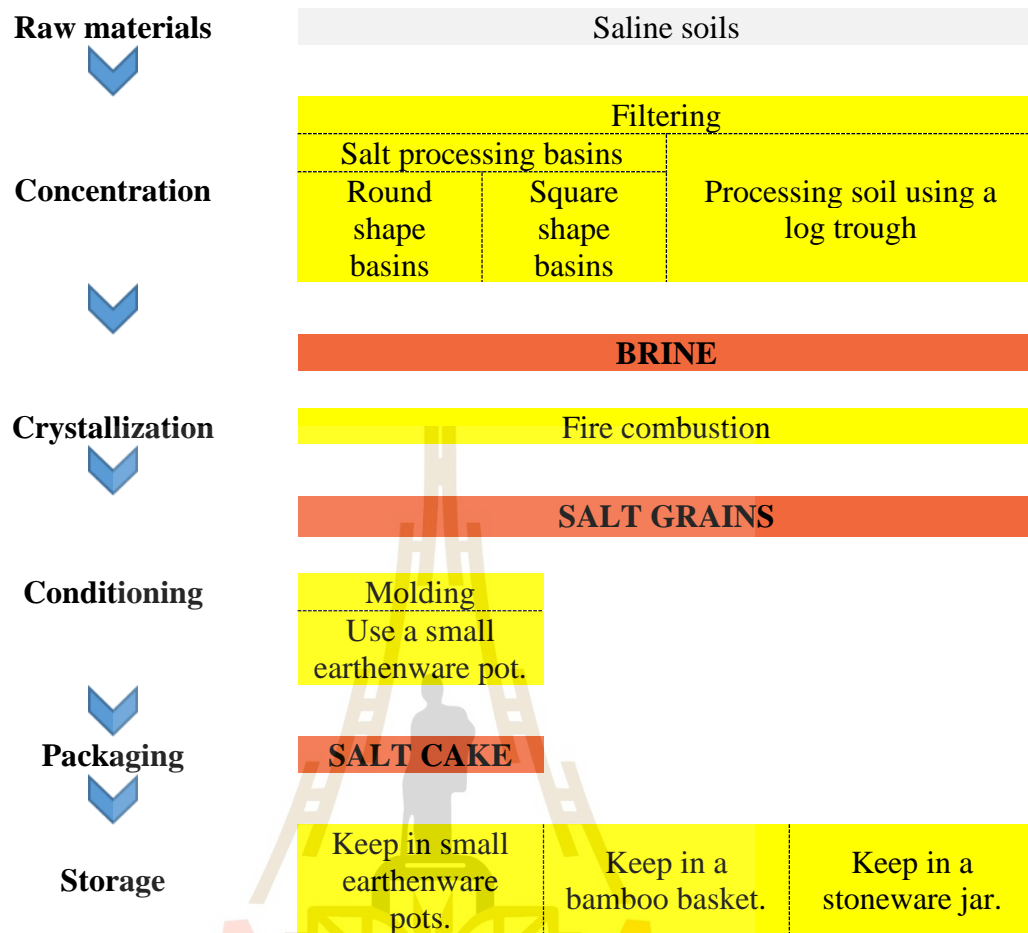 Raw materials
Saline soils
Filtering
Salt processing basins
Concentration
Round
shape
basins
Square
shape
basins
Processing soil using a
log trough
BRINE
Crystallization
Fire combustion
SALT GRAINS
Conditioning
Molding
Use a small
earthenware pot.
Packaging
SALT CAKE
Storage
Keep in small
earthenware
pots.
Keep in a
bamboo basket.
Keep in a
stoneware jar.